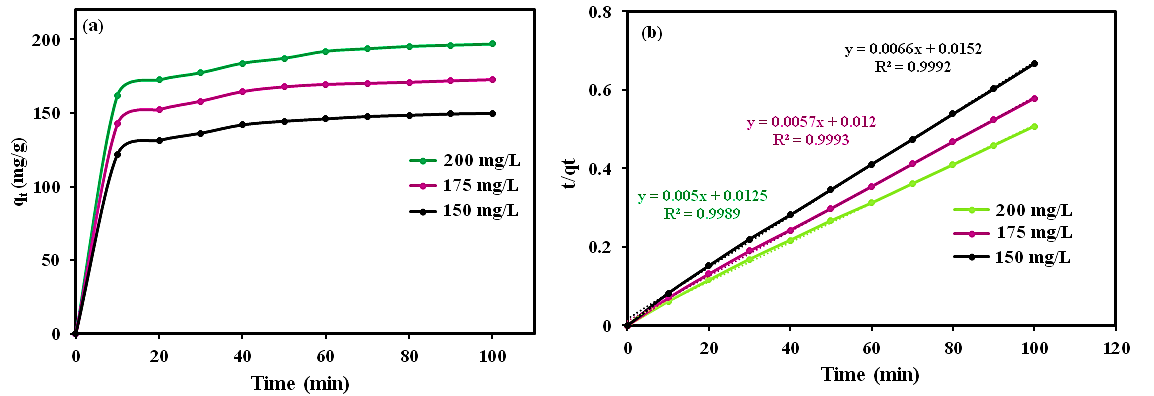 (a)
200
150
100
50
0
qt (mg/g)
0 20 40 60 80 100
Time (min)
200 mg/L
175 mg/L
150 mg/L
(b)
0.8
0.6
0.4
0.2
0
t/qt
0 20 40 60 80 100 120
Time (min)
y = 0.0066x + 0.0152
R² = 0.9992
y = 0.0057x + 0.012
R² = 0.9993
y = 0.005x + 0.0125
R² = 0.9989
200 mg/L
175 mg/L
150 mg/L